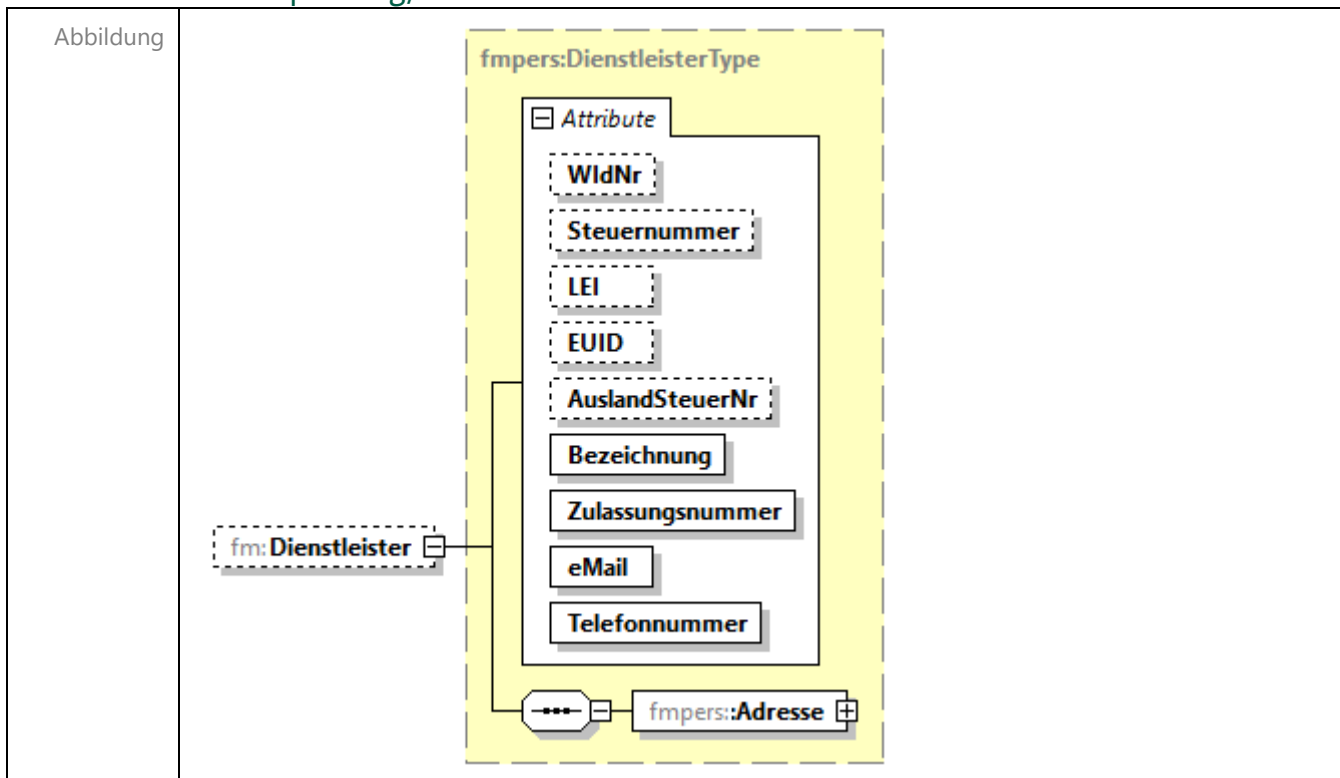 Abbildung
fmpers:DienstleisterType
Attribute
WIdNr
Steuernummer
LEI
EUID
AuslandSteuerNr
Bezeichnung
Zulassungsnummer
eMail
Telefonnummer
fm:Dienstleister
fmpers::Adresse